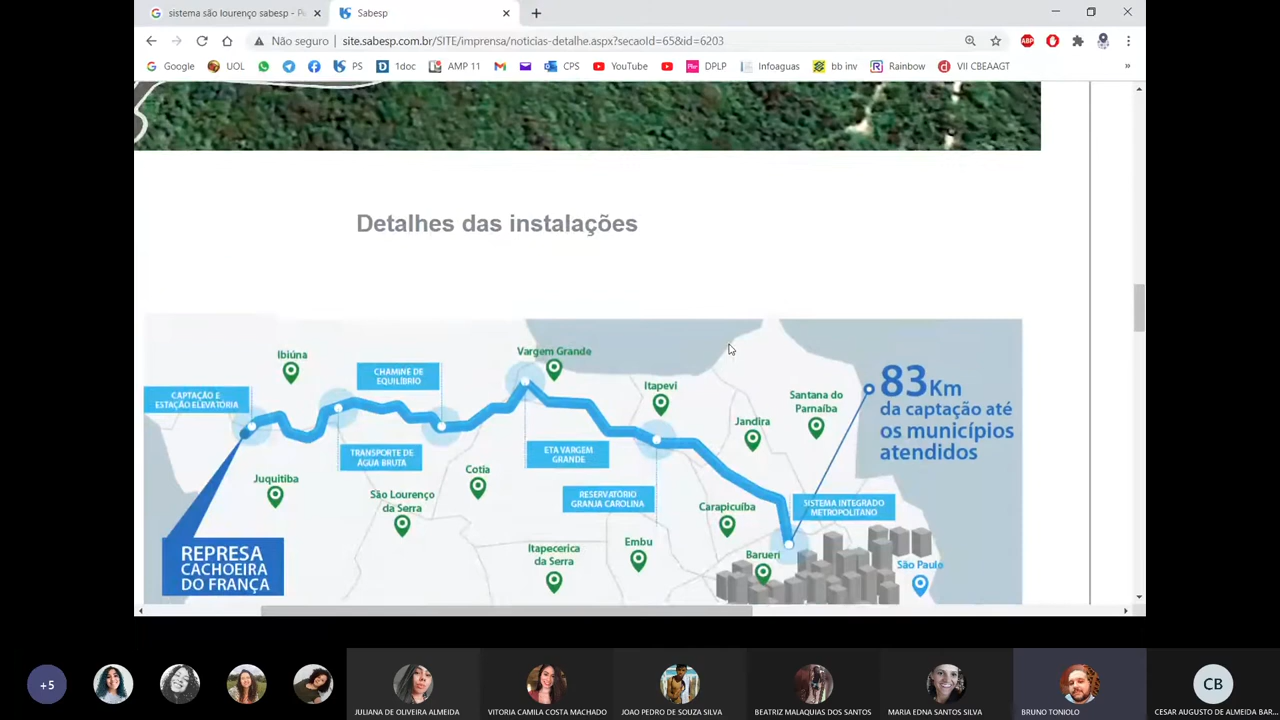 sistema são lourenço sabesp - P
Sabesp
Não seguro
site.sabesp.com.br/SITE/imprensa/noticias-detalhe.aspx?secaoId=65&id=6203
ABP
Google
UOL
PS
1doc
AMP 11
CPS
YouTube
DPLP
Infoaguas
bb inv
Rainbow
VII CBEAAGT
Detalhes das instalações
Ibiúna
CHAMINE DE
EQUILÍBRIO
Vargem Grande
CAPTAÇÃO E
ESTAÇÃO ELEVATÓRIA
Itapevi
Santana do
Parnaíba
83Km
da captação até
os municípios
atendidos
Jandira
TRANSPORTE DE
ÁGUA BRUTA
ETA VARGEM
GRANDE
Juquitiba
Cotia
São Lourenço
da Serra
RESERVATÓRIO
GRANJA CAROLINA
Carapicuíba
SISTEMA INTEGRADO
METROPOLITANO
REPRESA
CACHOEIRA
DO FRANÇA
Itapecerica
da Serra
Embu
Barueri
São Paulo
+5
JULIANA DE OLIVEIRA ALMEIDA
VITORIA CAMILA COSTA MACHADO
JOAO PEDRO DE SOUZA SILVA
BEATRIZ MALAQUIAS DOS SANTOS
MARIA EDNA SANTOS SILVA
BRUNO TONIOLO
CB
CESAR AUGUSTO DE ALMEIDA BAR...